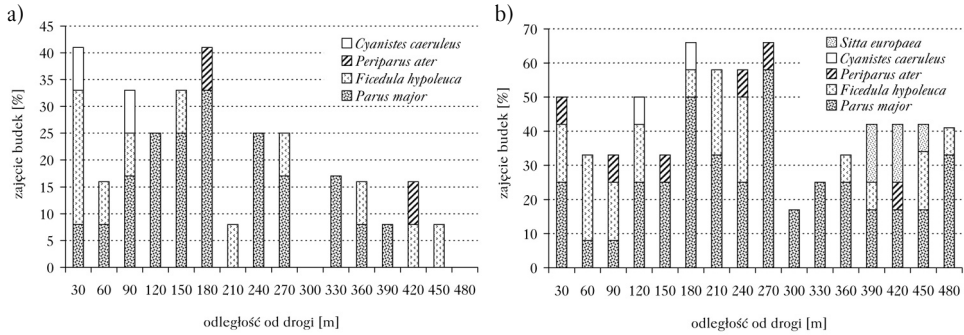 a)
45
40
35
30
25
20
15
10
5
0
zajęcie budek [%]
Cyanistes caeruleus
Periparus ater
Ficedula hypoleuca
Parus major
30 60 90 120 150 180 210 240 270 300 330 360 390 420 450 480
odległość od drogi [m]
b)
70
60
50
40
30
20
10
0
zajęcie budek [%]
Sitta europaea
Cyanistes caeruleus
Periparus ater
Ficedula hypoleuca
Parus major
30 60 90 120 150 180 210 240 270 300 330 360 390 420 450 480
odległość od drogi [m]